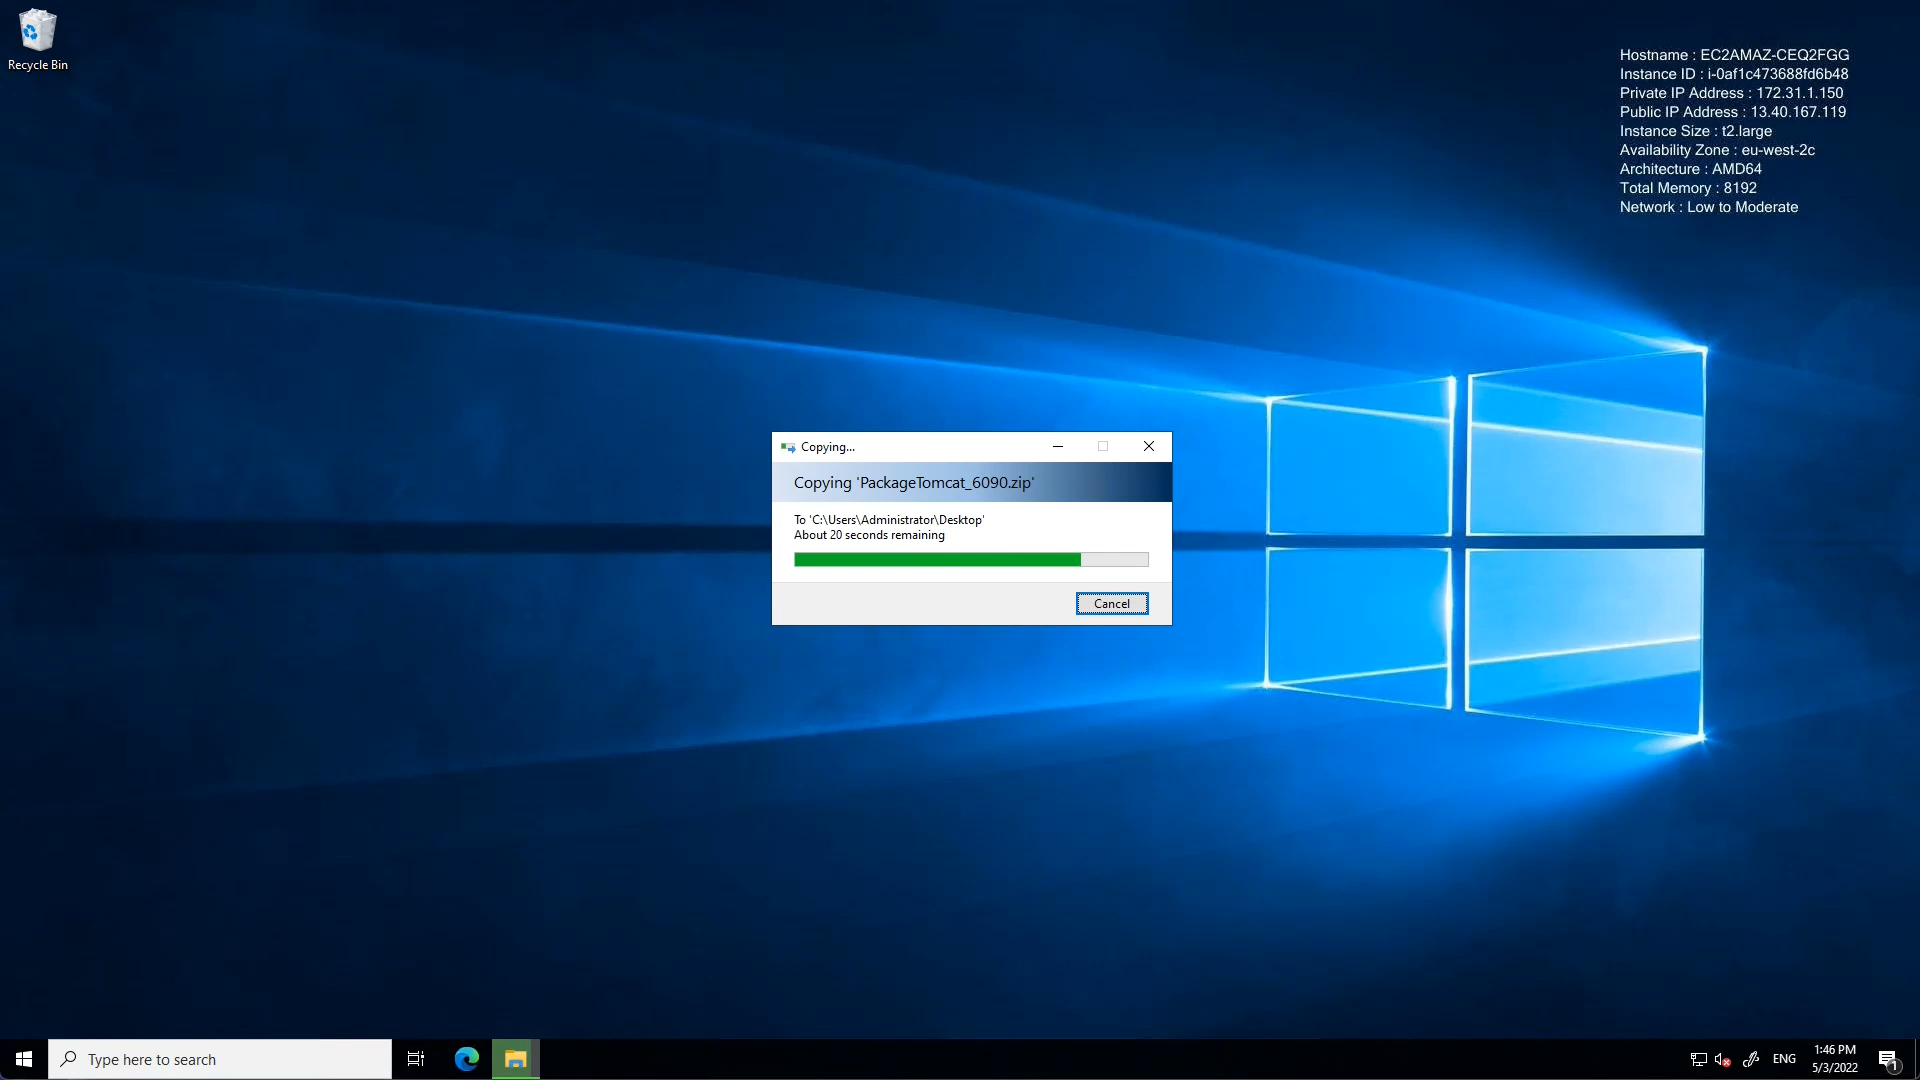 Recycle Bin
Hostname : EC2AMAZ-CEQ2FGG
Instance ID : i-0af1c473688fd6b48
Private IP Address : 172.31.1.150
Public IP Address : 13.40.167.119
Instance Size : t2.large
Availability Zone : eu-west-2c
Architecture : AMD64
Total Memory : 8192
Network : Low to Moderate
Copying...
Copying 'PackageTomcat_6090.zip'
To 'C:\Users\Administrator\Desktop'
About 20 seconds remaining
Cancel
Type here to search
ENG
1:46 PM
5/3/2022
1